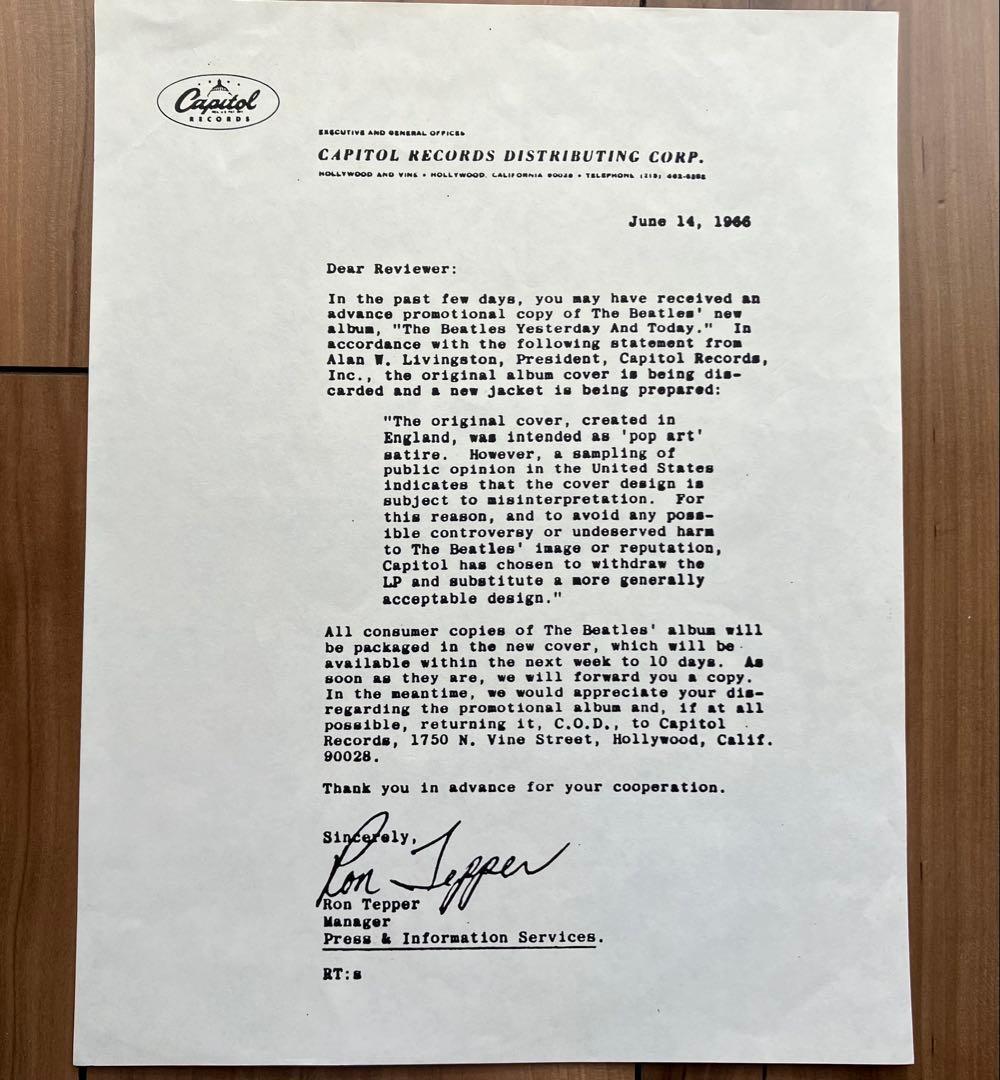 Capitol
RECORDS
EXECUTIVE AND GENERAL OFFICES
CAPITOL RECORDS DISTRIBUTING CORP.
HOLLYWOOD AND VINE • HOLLYWOOD, CALIFORNIA 90028 • TELEPHONE
June 14, 1966
Dear Reviewer:
In the past few days, you may have received an
advance promotional copy of The Beatles' new
album, "The Beatles Yesterday And Today." In
accordance with the following statement from
Alan W. Livingston, President, Capitol Records,
Inc., the original album cover is being dis-
carded and a new jacket is being prepared:
"The original cover, created in
England, was intended as 'pop art'
satire. However, a sampling of
public opinion in the United States
indicates that the cover design is
subject to misinterpretation. For
this reason, and to avoid any poss-
ible controversy or undeserved harm
to The Beatles' image or reputation,
Capitol has chosen to withdraw the
LP and substitute a more generally
acceptable design."
All consumer copies of The Beatles' album will
be packaged in the new cover, which will be
available within the next week to 10 days. As
soon as they are, we will forward you a copy.
In the meantime, we would appreciate your dis-
regarding the promotional album and, if at all
possible, returning it, C.O.D., to Capitol
Records, 1750 N. Vine Street, Hollywood, Calif.
90028.
Thank you in advance for your cooperation.
Sincerely,
Ron Tepper
Ron Tepper
Manager
Press & Information Services.
RT:s